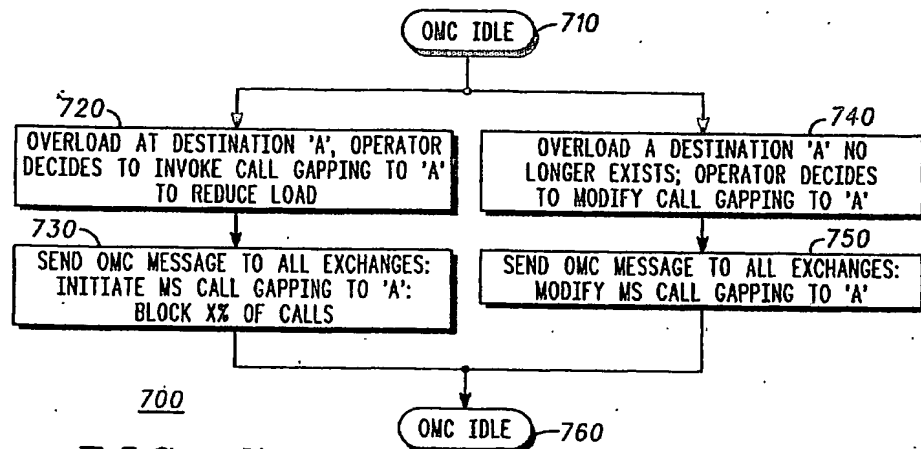 OMC IDLE
710
720
OVERLOAD AT DESTINATION 'A', OPERATOR
DECIDES TO INVOKE CALL GAPPING TO 'A'
TO REDUCE LOAD
740
OVERLOAD A DESTINATION 'A' NO
LONGER EXISTS; OPERATOR DECIDES
TO MODIFY CALL GAPPING TO 'A'
730
SEND OMC MESSAGE TO ALL EXCHANGES:
INITIATE MS CALL GAPPING TO 'A':
BLOCK X% OF CALLS
750
SEND OMC MESSAGE TO ALL EXCHANGES:
MODIFY MS CALL GAPPING TO 'A'
700
OMC IDLE
760